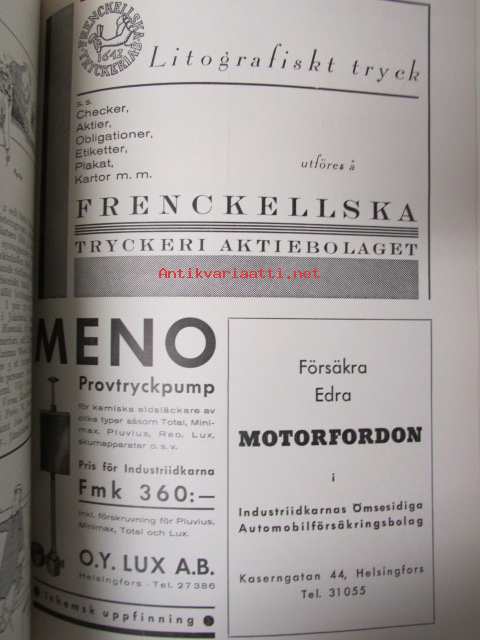 FRENCKELLSKA
TRYCKERIA
1642
Litografiskt tryck
s.s.
Checker,
Aktier,
Obligationer,
Etiketter,
Plakat,
Kartor m. m.
utföres å
FRENCKELLSKA
TRYCKERI AKTIEBOLAGET
Antikvariaatti.net
MENO
Provtryckpump
för kemiska eldsläckare av
olika typer såsom Total, Mini-
max, Pluvius, Reo, Lux,
skumapparater o.s.v.
Pris för Industriidkarna
Fmk 360:—
inkl. förskruvning för Pluvius,
Minimax, Total och Lux.
O.Y. LUX A.B.
Helsingfors - Tel. 27386
Inhemsk uppfinning
Försäkra
Edra
MOTORFORDON
i
Industriidkarnas Ömsesidiga
Automobilförsäkringsbolag
Kaserngatan 44, Helsingfors
Tel. 31055